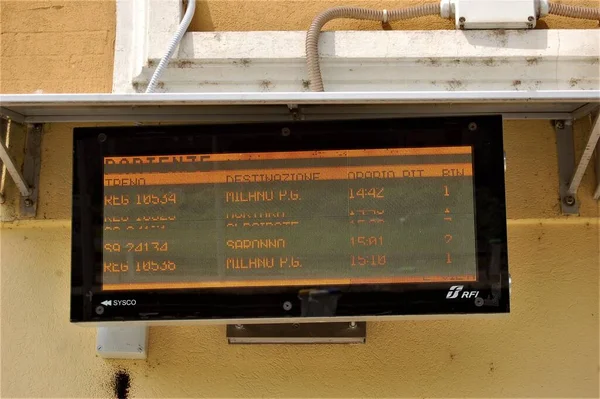 PARTENZE
TRENO DESTINAZIONE ORARIO RIT BIN
REG 10534 MILANO P.G. 14:42 1
S9 24134 SARONNO 15:01 2
REG 10536 MILANO P.G. 15:10 1
SYSCO RFI